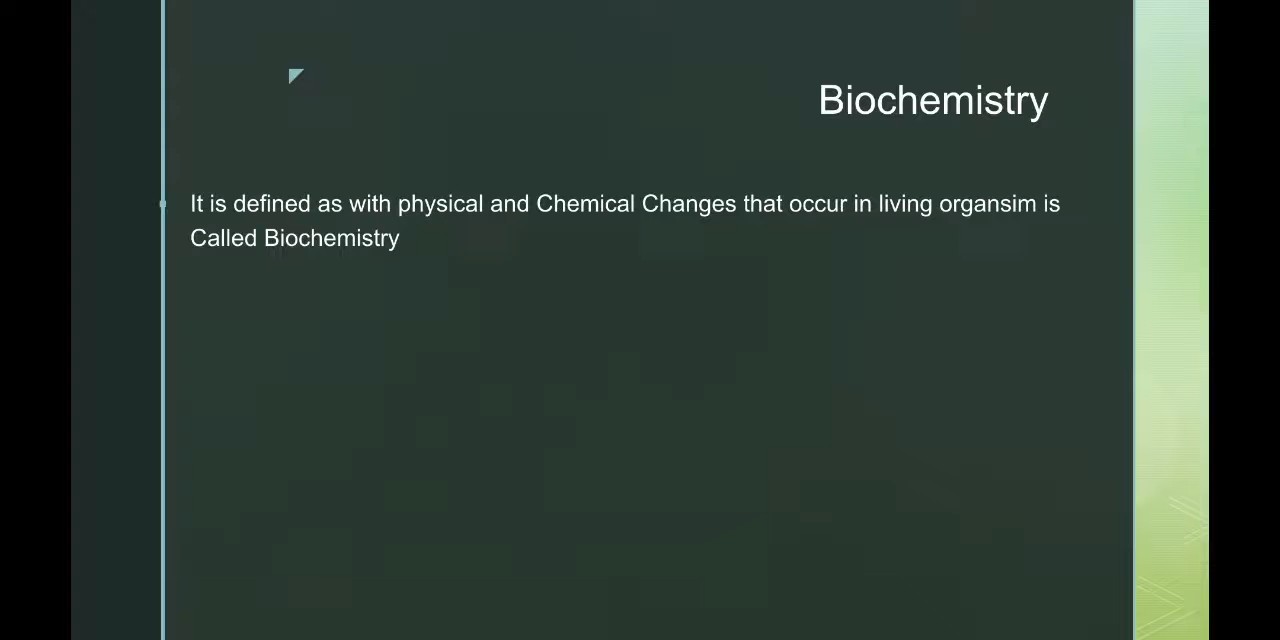 Biochemistry
It is defined as with physical and Chemical Changes that occur in living organsim is
Called Biochemistry